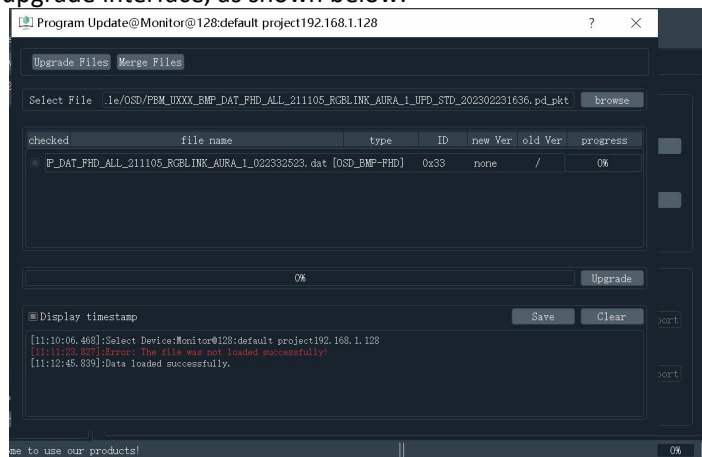 upgrade interface, as shown below:
Program Update@Monitor@128:default project192.168.1.128 ? ×
Upgrade Files Merge Files
Select File .le/OSD/PBM_UXXX_BMP_DAT_FHD_ALL_211105_RGBLINK_AURA_1_UPD_STD_202302231636.pd_pkt browse
checked file name type ID new Ver old Ver progress
P_DAT_FHD_ALL_211105_RGBLINK_AURA_1_022332523.dat [OSD_BMP-FHD] 0x33 none / 0%
0% Upgrade
Display timestamp Save Clear
[11:10:06.468]:Select Device:Monitor@128:default project192.168.1.128
[11:11:23.827]:Error: The file was not loaded successfully!
[11:12:45.839]:Data loaded successfully.
port
port
me to use our products! 0%